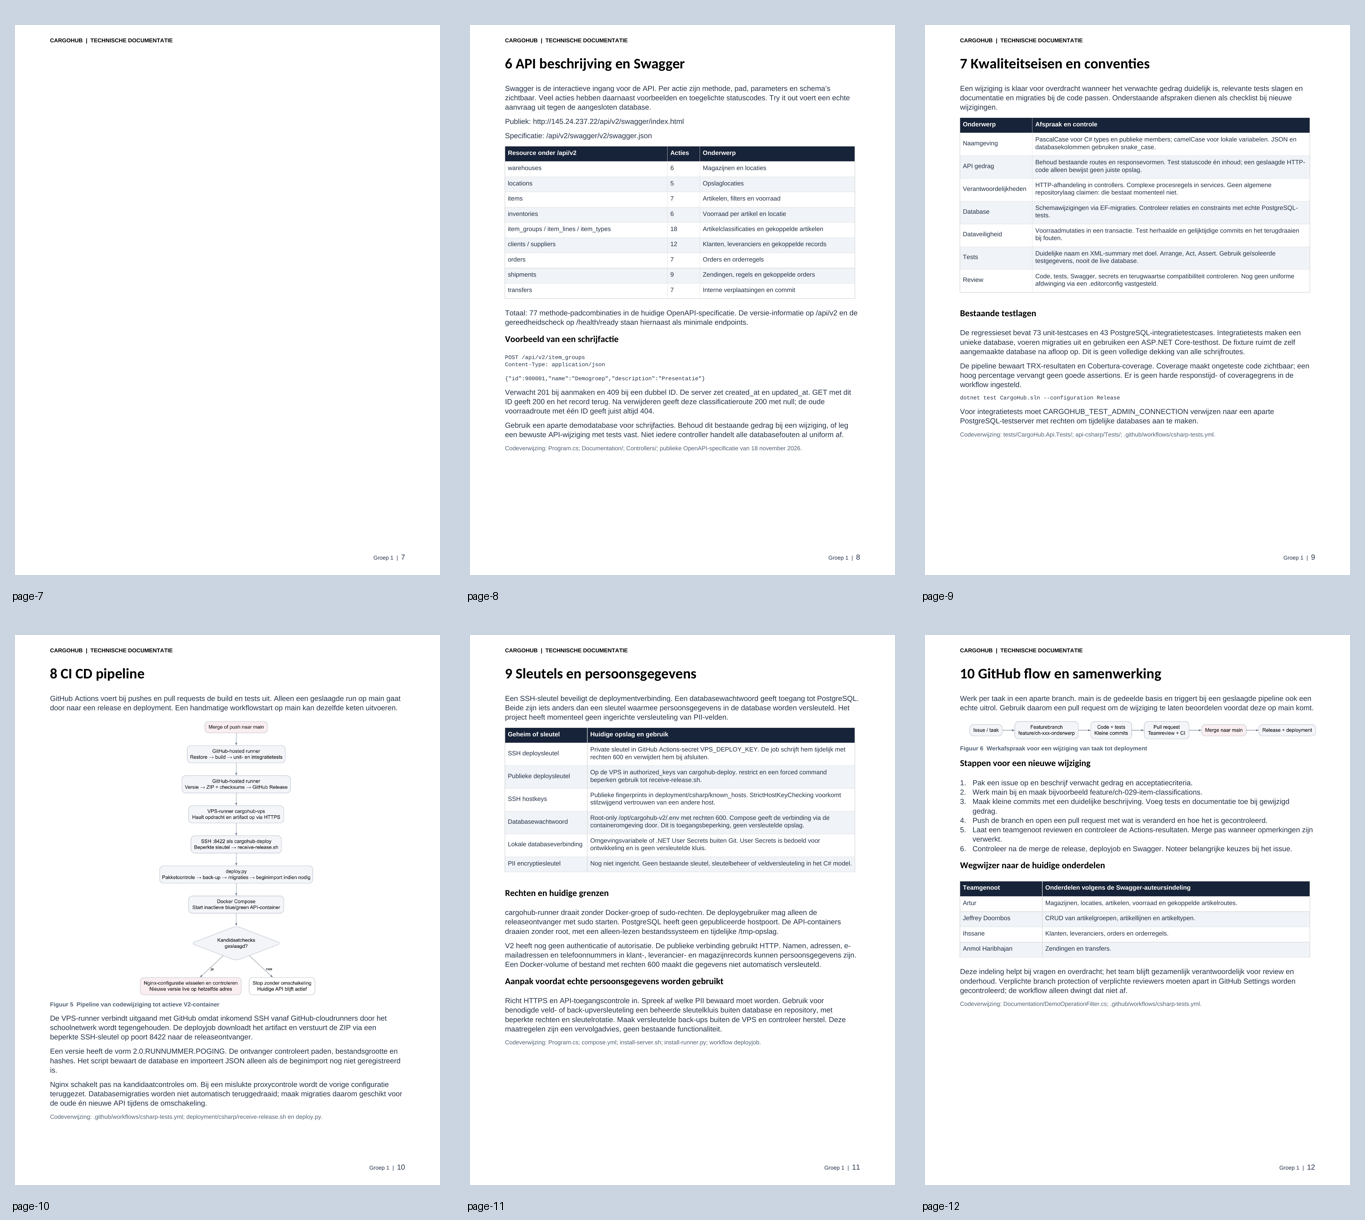 CARGOHUB | TECHNISCHE DOCUMENTATIE
Groep 1 | 7
page-7
CARGOHUB | TECHNISCHE DOCUMENTATIE
6 API beschrijving en Swagger
Swagger is de interactieve ingang voor de API. Per actie zijn methode, pad, parameters en schema's
zichtbaar. Veel acties hebben daarnaast voorbeelden en toegelichte statuscodes. Try it out voert een echte
aanvraag uit tegen de aangesloten database.
Publiek: http://145.24.237.22/api/v2/swagger/index.html
Specificatie: /api/v2/swagger/v2/swagger.json
Resource onder /api/v2 Acties Onderwerp
warehouses 6 Magazijnen en locaties
locations 5 Opslaglocaties
items 7 Artikelen, filters en voorraad
inventories 6 Voorraad per artikel en locatie
item_groups / item_lines / item_types 18 Artikelclassificaties en gekoppelde artikelen
clients / suppliers 12 Klanten, leveranciers en gekoppelde records
orders 7 Orders en orderregels
shipments 9 Zendingen, regels en gekoppelde orders
transfers 7 Interne verplaatsingen en commit
Totaal: 77 methode-padcombinaties in de huidige OpenAPI-specificatie. De versie-informatie op /api/v2 en de
gereedheidscheck op /health/ready staan hiernaast als minimale endpoints.
Voorbeeld van een schrijfactie
POST /api/v2/item_groups
Content-Type: application/json
{"id":900001,"name":"Demogroep","description":"Presentatie"}
Verwacht 201 bij aanmaken en 409 bij een dubbel ID. De server zet created_at en updated_at. GET met dit
ID geeft 200 en het record terug. Na verwijderen geeft deze classificatieroute 200 met null; de oude
voorraadroute met één ID geeft juist altijd 404.
Gebruik een aparte demodatabase voor schrijfacties. Behoud dit bestaande gedrag bij een wijziging, of leg
een bewuste API-wijziging met tests vast. Niet iedere controller handelt alle databasefouten al uniform af.
Codeverwijzing: Program.cs; Documentation/; Controllers/; publieke OpenAPI-specificatie van 18 november 2026.
Groep 1 | 8
page-8
CARGOHUB | TECHNISCHE DOCUMENTATIE
7 Kwaliteitseisen en conventies
Een wijziging is klaar voor overdracht wanneer het verwachte gedrag duidelijk is, relevante tests slagen en
documentatie en migraties bij de code passen. Onderstaande afspraken dienen als checklist bij nieuwe
wijzigingen.
Onderwerp Afspraak en controle
Naamgeving PascalCase voor C# types en publieke members; camelCase voor lokale variabelen. JSON en
databasekolommen gebruiken snake_case.
API gedrag Behoud bestaande routes en responsevormen. Test statuscode én inhoud; een geslaagde HTTP-
code alleen bewijst geen juiste opslag.
Verantwoordelijkheden HTTP-afhandeling in controllers. Complexe procesregels in services. Geen algemene
repositorylaag claimen: die bestaat momenteel niet.
Database Schemawijzigingen via EF-migraties. Controleer relaties en constraints met echte PostgreSQL-
tests.
Dataveiligheid Voorraadmutaties in een transactie. Test herhaalde en gelijktijdige commits en het terugdraaien
bij fouten.
Tests Duidelijke naam en XML-summary met doel. Arrange, Act, Assert. Gebruik geïsoleerde
testgegevens, nooit de live database.
Review Code, tests, Swagger, secrets en terugwaartse compatibiliteit controleren. Nog geen uniforme
afdwinging via een .editorconfig vastgesteld.
Bestaande testlagen
De regressieset bevat 73 unit-testcases en 43 PostgreSQL-integratietestcases. Integratietests maken een
unieke database, voeren migraties uit en gebruiken een ASP.NET Core-testhost. De fixture ruimt de zelf
aangemaakte database na afloop op. Dit is geen volledige dekking van alle schrijfroutes.
De pipeline bewaart TRX-resultaten en Cobertura-coverage. Coverage maakt ongeteste code zichtbaar; een
hoog percentage vervangt geen goede assertions. Er is geen harde responstijd- of coveragegrens in de
workflow ingesteld.
dotnet test CargoHub.sln --configuration Release
Voor integratietests moet CARGOHUB_TEST_ADMIN_CONNECTION verwijzen naar een aparte
PostgreSQL-testserver met rechten om tijdelijke databases aan te maken.
Codeverwijzing: tests/CargoHub.Api.Tests/; api-csharp/Tests/; .github/workflows/csharp-tests.yml.
Groep 1 | 9
page-9
CARGOHUB | TECHNISCHE DOCUMENTATIE
8 CI CD pipeline
GitHub Actions voert bij pushes en pull requests de build en tests uit. Alleen een geslaagde run op main gaat
door naar een release en deployment. Een handmatige workflowstart op main kan dezelfde keten uitvoeren.
Merge of push naar main
GitHub-hosted runner
Restore → build → unit- en integratietests
GitHub-hosted runner
Versie → ZIP + checksums → GitHub Release
VPS-runner cargohub-vps
Haalt opdracht en artifact op via HTTPS
SSH :8422 als cargohub-deploy
Beperkte sleutel → receive-release.sh
deploy.py
Pakketcontrole → back-up → migraties → beginimport indien nodig
Docker Compose
Start inactieve blue/green API-container
Kandidaatchecks
geslaagd?
ja
nee
Nginx-configuratie wisselen en controleren
Nieuwe versie live op hetzelfde adres
Stop zonder omschakeling
Huidige API blijft actief
Figuur 5 Pipeline van codewijziging tot actieve V2-container
De VPS-runner verbindt uitgaand met GitHub omdat inkomend SSH vanaf GitHub-cloudrunners door het
schoolnetwerk wordt tegengehouden. De deployjob downloadt het artifact en verstuurt de ZIP via een
beperkte SSH-sleutel op poort 8422 naar de releaseontvanger.
Een versie heeft de vorm 2.0.RUNNUMMER.POGING. De ontvanger controleert paden, bestandsgrootte en
hashes. Het script bewaart de database en importeert JSON alleen als de beginimport nog niet geregistreerd
is.
Nginx schakelt pas na kandidaatcontroles om. Bij een mislukte proxycontrole wordt de vorige configuratie
teruggezet. Databasemigraties worden niet automatisch teruggedraaid; maak migraties daarom geschikt voor
de oude én nieuwe API tijdens de omschakeling.
Codeverwijzing: .github/workflows/csharp-tests.yml; deployment/csharp/receive-release.sh en deploy.py.
Groep 1 | 10
page-10
CARGOHUB | TECHNISCHE DOCUMENTATIE
9 Sleutels en persoonsgegevens
Een SSH-sleutel beveiligt de deploymentverbinding. Een databasewachtwoord geeft toegang tot PostgreSQL.
Beide zijn iets anders dan een sleutel waarmee persoonsgegevens in de database worden versleuteld. Het
project heeft momenteel geen ingerichte versleuteling van PII-velden.
Geheim of sleutel Huidige opslag en gebruik
SSH deploysleutel Private sleutel in GitHub Actions-secret VPS_DEPLOY_KEY. De job schrijft hem tijdelijk met
rechten 600 en verwijdert hem bij afsluiten.
Publieke deploysleutel Op de VPS in authorized_keys van cargohub-deploy. restrict en een forced command
beperken gebruik tot receive-release.sh.
SSH hostkeys Publieke fingerprints in deployment/csharp/known_hosts. StrictHostKeyChecking voorkomt
stilzwijgend vertrouwen van een andere host.
Databasewachtwoord Root-only /opt/cargohub-v2/.env met rechten 600. Compose geeft de verbinding via de
containeromgeving door. Dit is toegangsbeperking, geen versleutelde opslag.
Lokale databaseverbinding Omgevingsvariabele of .NET User Secrets buiten Git. User Secrets is bedoeld voor
ontwikkeling en is geen versleutelde kluis.
PII encryptiesleutel Nog niet ingericht. Geen bestaande sleutel, sleutelbeheer of veldversleuteling in het C# model.
Rechten en huidige grenzen
cargohub-runner draait zonder Docker-groep of sudo-rechten. De deploygebruiker mag alleen de
releaseontvanger met sudo starten. PostgreSQL heeft geen gepubliceerde hostpoort. De API-containers
draaien zonder root, met een alleen-lezen bestandssysteem en tijdelijke /tmp-opslag.
V2 heeft nog geen authenticatie of autorisatie. De publieke verbinding gebruikt HTTP. Namen, adressen, e-
mailadressen en telefoonnummers in klant-, leverancier- en magazijnrecords kunnen persoonsgegevens zijn.
Een Docker-volume of bestand met rechten 600 maakt die gegevens niet automatisch versleuteld.
Aanpak voordat echte persoonsgegevens worden gebruikt
Richt HTTPS en API-toegangscontrole in. Spreek af welke PII bewaard moet worden. Gebruik voor
benodigde veld- of back-upversleuteling een beheerde sleutelkluis buiten database en repository, met
beperkte rechten en sleutelrotatie. Maak versleutelde back-ups buiten de VPS en controleer herstel. Deze
maatregelen zijn een vervolgadvies, geen bestaande functionaliteit.
Codeverwijzing: Program.cs; compose.yml; install-server.sh; install-runner.py; workflow deployjob.
Groep 1 | 11
page-11
CARGOHUB | TECHNISCHE DOCUMENTATIE
10 GitHub flow en samenwerking
Werk per taak in een aparte branch. main is de gedeelde basis en triggert bij een geslaagde pipeline ook een
echte uitrol. Gebruik daarom een pull request om de wijziging te laten beoordelen voordat deze op main komt.
Issue / taak
Featurebranch
feature/ch-xxx-onderwerp
Code + tests
Kleine commits
Pull request
Teamreview + CI
Merge naar main
Release + deployment
Figuur 6 Werkafspraak voor een wijziging van taak tot deployment
Stappen voor een nieuwe wijziging
1. Pak een issue op en beschrijf verwacht gedrag en acceptatiecriteria.
2. Werk main bij en maak bijvoorbeeld feature/ch-029-item-classifications.
3. Maak kleine commits met een duidelijke beschrijving. Voeg tests en documentatie toe bij gewijzigd
gedrag.
4. Push de branch en open een pull request met wat is veranderd en hoe het is gecontroleerd.
5. Laat een teamgenoot reviewen en controleer de Actions-resultaten. Merge pas wanneer opmerkingen zijn
verwerkt.
6. Controleer na de merge de release, deployjob en Swagger. Noteer belangrijke keuzes bij het issue.
Wegwijzer naar de huidige onderdelen
Teamgenoot Onderdelen volgens de Swagger-auteursindeling
Artur Magazijnen, locaties, artikelen, voorraad en gekoppelde artikelroutes.
Jeffrey Doornbos CRUD van artikelgroepen, artikellijnen en artikeltypen.
Ihssane Klanten, leveranciers, orders en orderregels.
Anmol Haribhajan Zendingen en transfers.
Deze indeling helpt bij vragen en overdracht; het team blijft gezamenlijk verantwoordelijk voor review en
onderhoud. Verplichte branch protection of verplichte reviewers moeten apart in GitHub Settings worden
gecontroleerd; de workflow alleen dwingt dat niet af.
Codeverwijzing: Documentation/DemoOperationFilter.cs; .github/workflows/csharp-tests.yml.
Groep 1 | 12
page-12